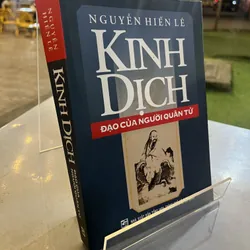 NGUYỄN HIẾN LÊ
KINH
DỊCH
ĐẠO CỦA NGƯỜI QUÂN TỬ
NGUYỄN
HIẾN LÊ
KINH DỊCH